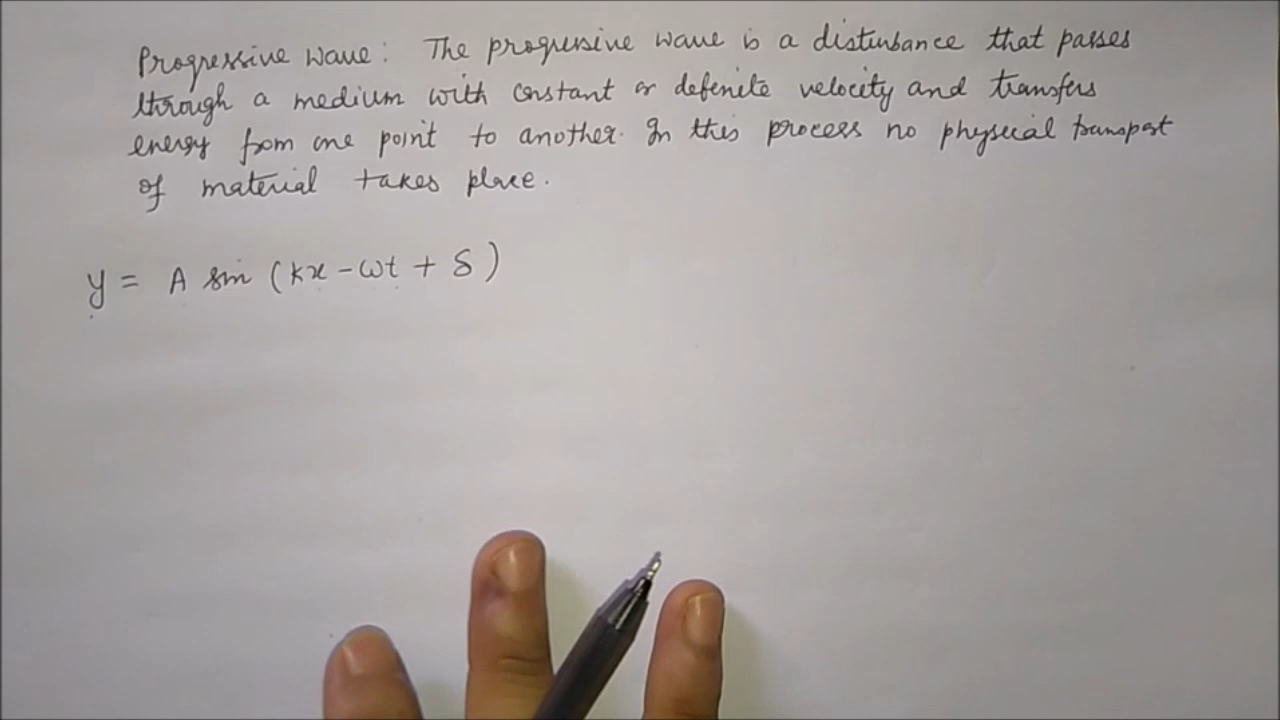 Progressive wave: The progressive wave is a disturbance that passes
through a medium with constant or defenite velocity and transfers
energy from one point to another. In this process no physical transport
of material takes place.
y = A sin (kx - ωt + δ)